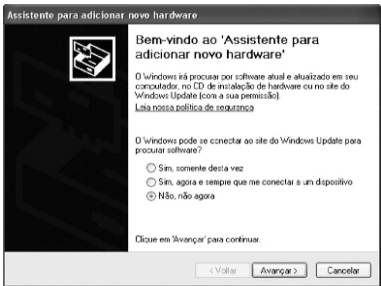 Assistente para adicionar novo hardware
Bem-vindo ao 'Assistente para
adicionar novo hardware'
O Windows irá procurar por software atual e atualizado em seu
computador, no CD de instalação de hardware ou no site do
Windows Update (com a sua permissão).
Leia nossa política de segurança
O Windows pode se conectar ao site do Windows Update para
procurar software?
Sim, somente desta vez
Sim, agora e sempre que me conectar a um dispositivo
Não, não agora
Clique em 'Avançar' para continuar.
< Voltar Avançar > Cancelar